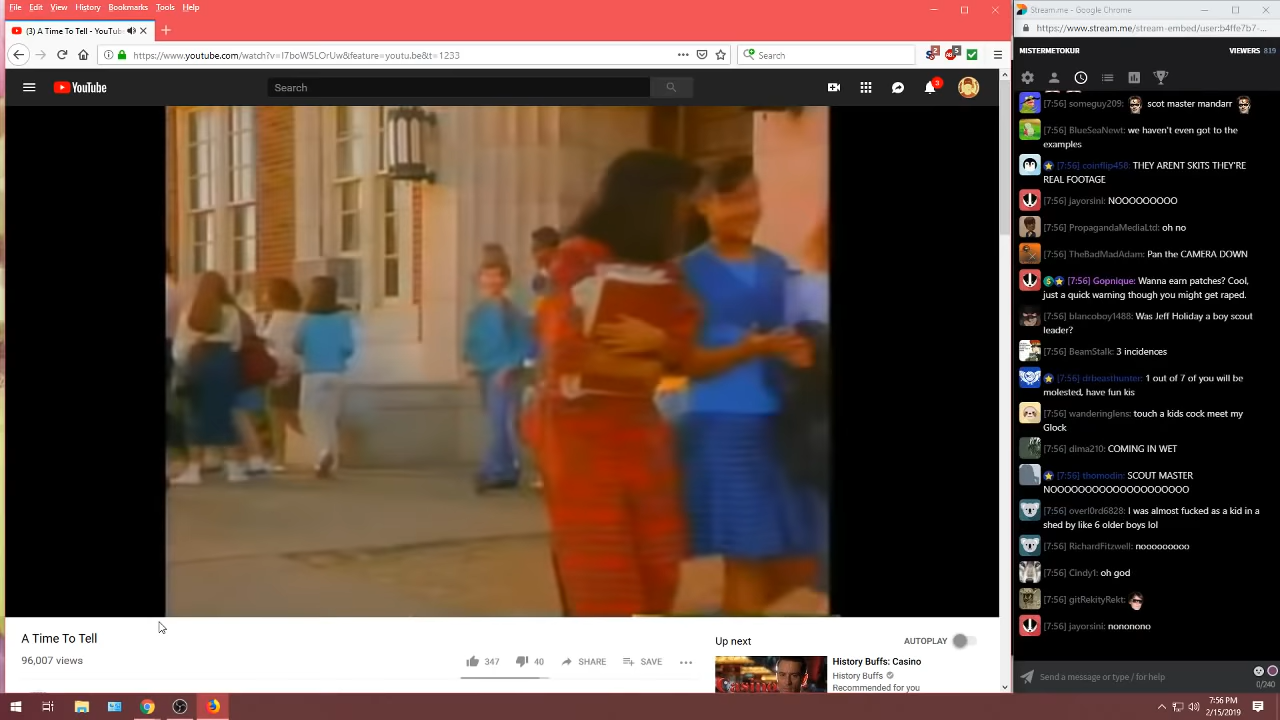 File Edit View History Bookmarks Tools Help
(3) A Time To Tell - YouTub
https://www.youtube.com/watch?v=I7boW5LOrUw&feature=youtu.be&t=1233
Search
2
5
YouTube
Search
3
A Time To Tell
96,007 views
347
40
SHARE
SAVE
Up next
AUTOPLAY
History Buffs: Casino
History Buffs
Recommended for you
Stream.me - Google Chrome
https://www.stream.me/stream-embed/user:b4ffe7b7-
MISTERMETOKUR
VIEWERS 819
[7:56] someguy209: scot master mandarr
[7:56] BlueSeaNewt: we haven't even got to the
examples
[7:56] coinflip458: THEY ARENT SKITS THEY'RE
REAL FOOTAGE
[7:56] jayorsini: NOOOOOOOOO
[7:56] PropagandaMediaLtd: oh no
[7:56] TheBadMadAdam: Pan the CAMERA DOWN
[7:56] Gopnique: Wanna earn patches? Cool,
just a quick warning though you might get raped.
[7:56] blancoboy1488: Was Jeff Holiday a boy scout
leader?
[7:56] BeamStalk: 3 incidences
[7:56] drbeasthunter: 1 out of 7 of you will be
molested, have fun kis
[7:56] wanderinglens: touch a kids cock meet my
Glock
[7:56] dima210: COMING IN WET
[7:56] thomodin: SCOUT MASTER
NOOOOOOOOOOOOOOOOOOO
[7:56] overl0rd6828: I was almost fucked as a kid in a
shed by like 6 older boys lol
[7:56] RichardFitzwell: nooooooooo
[7:56] Cindy1: oh god
[7:56] gitRekityRekt:
[7:56] jayorsini: nononono
Send a message or type / for help
0/240
7:56 PM
2/15/2019